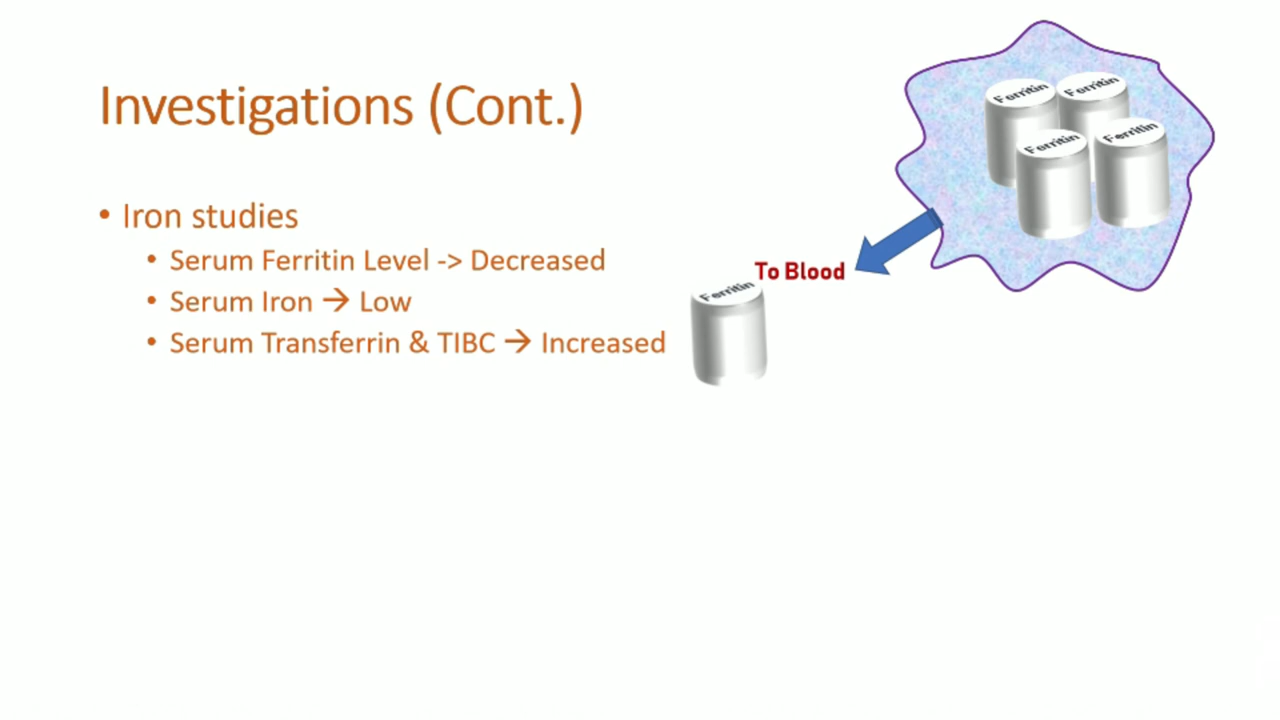 Investigations (Cont.)
• Iron studies
• Serum Ferritin Level -> Decreased
• Serum Iron → Low
• Serum Transferrin & TIBC → Increased
Ferritin
Ferritin
Ferritin
Ferritin
To Blood
Ferritin